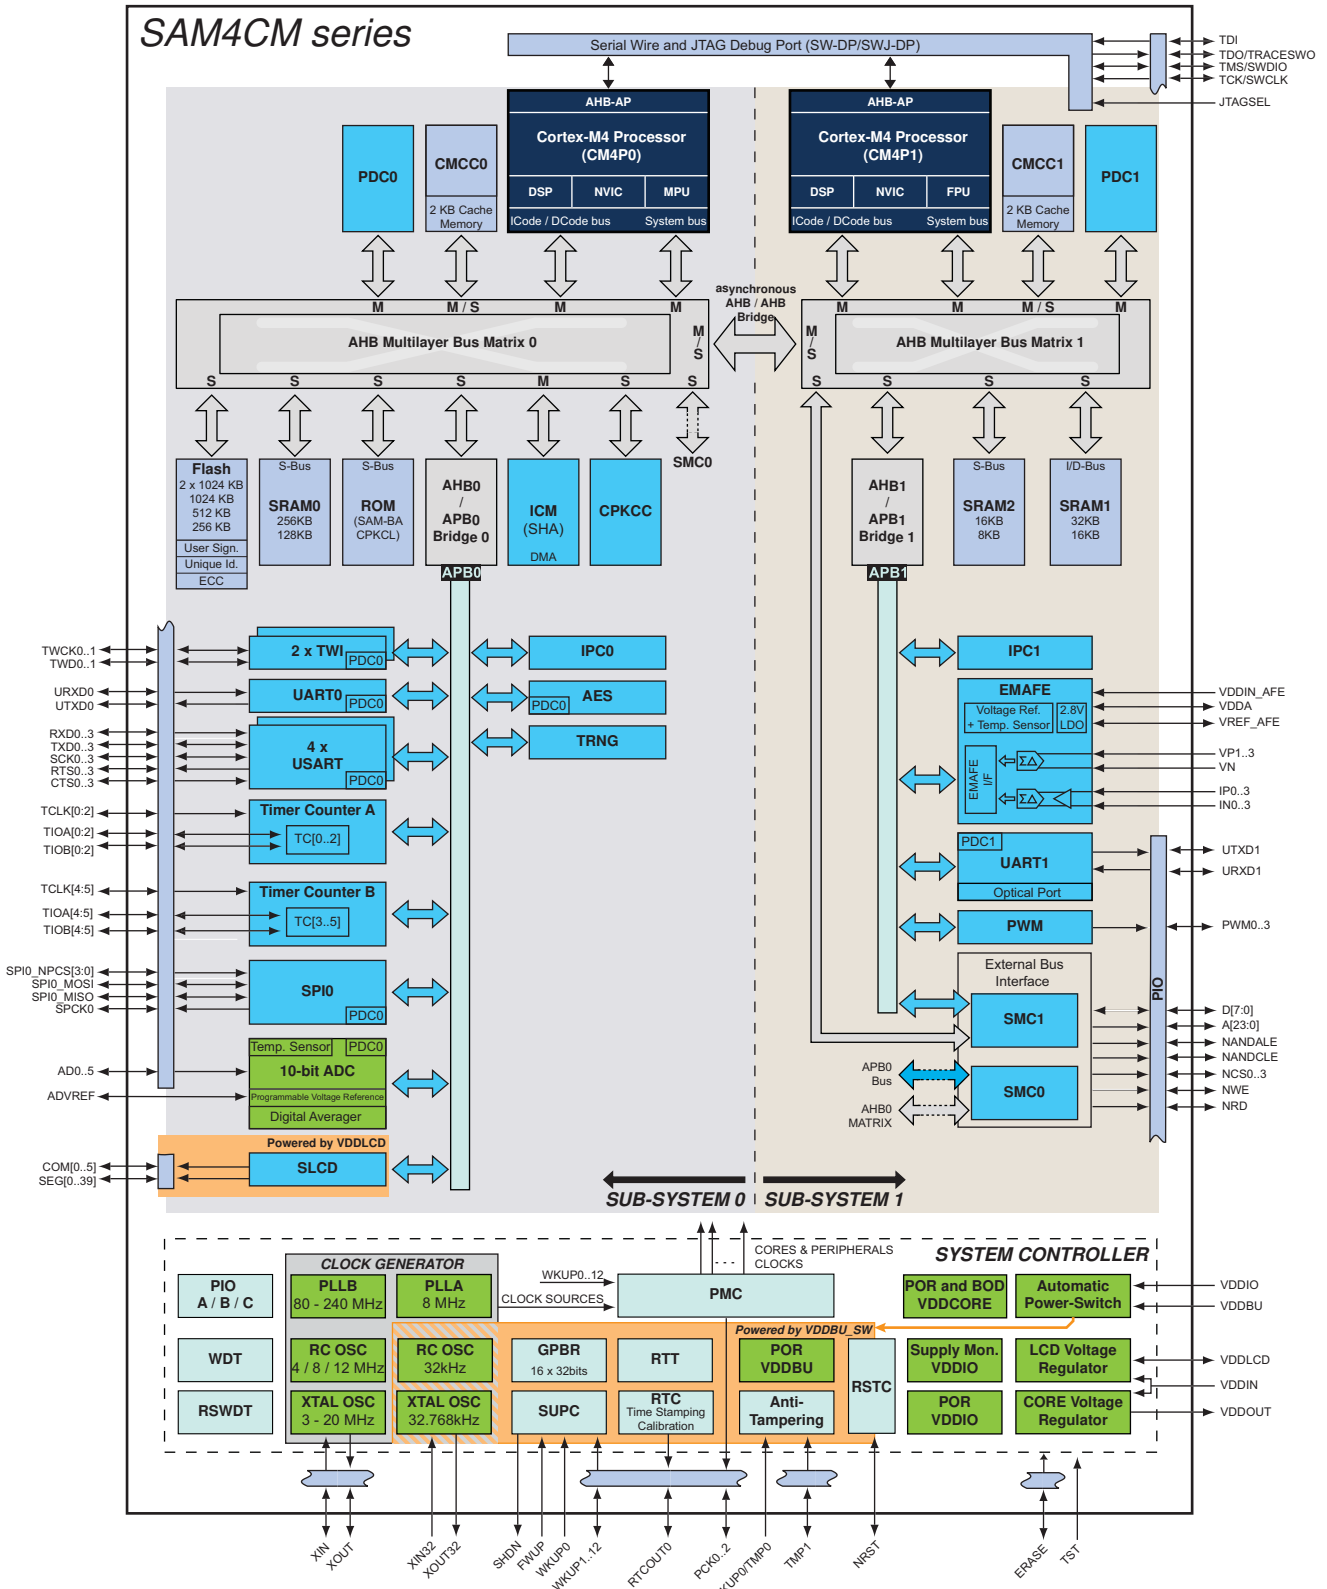 SAM4CM series
Serial Wire and JTAG Debug Port (SW-DP/SWJ-DP)
TDI
TDO/TRACESWO
TMS/SWDIO
TCK/SWCLK
JTAGSEL
PDC0
CMCC0
2 KB Cache
Memory
AHB-AP
Cortex-M4 Processor
(CM4P0)
DSP
NVIC
MPU
ICode / DCode bus
System bus
AHB-AP
Cortex-M4 Processor
(CM4P1)
DSP
NVIC
FPU
ICode / DCode bus
System bus
CMCC1
2 KB Cache
Memory
PDC1
asynchronous
AHB / AHB
Bridge
M
M / S
M
M
AHB Multilayer Bus Matrix 0
M
/
S
S
S
S
S
M
S
S
M
M
M / S
M
M
/
S
AHB Multilayer Bus Matrix 1
S
S
S
S
Flash
2 x 1024 KB
1024 KB
512 KB
256 KB
User Sign.
Unique Id.
ECC
S-Bus
SRAM0
256KB
128KB
S-Bus
ROM
(SAM-BA
CPKCL)
AHB0
/
APB0
Bridge 0
APB0
ICM
(SHA)
DMA
CPKCC
SMC0
AHB1
/
APB1
Bridge 1
APB1
S-Bus
SRAM2
16KB
8KB
I/D-Bus
SRAM1
32KB
16KB
TWCK0..1
TWD0..1
2 x TWI
PDC0
IPC0
IPC1
URXD0
UTXD0
UART0
PDC0
AES
PDC0
RXD0..3
TXD0..3
SCK0..3
RTS0..3
CTS0..3
4 x
USART
PDC0
TRNG
EMAFE
Voltage Ref.
+ Temp. Sensor
2.8V
LDO
EMAFE
I/F
ΣΔ
ΣΔ
VDDIN_AFE
VDDA
VREF_AFE
VP1..3
VN
IP0..3
IN0..3
TCLK[0:2]
TIOA[0:2]
TIOB[0:2]
Timer Counter A
TC[0..2]
PDC1
UART1
Optical Port
UTXD1
URXD1
TCLK[4:5]
TIOA[4:5]
TIOB[4:5]
Timer Counter B
TC[3..5]
PWM
PWM0..3
SPI0_NPCS[3:0]
SPI0_MOSI
SPI0_MISO
SPCK0
SPI0
PDC0
External Bus
Interface
SMC1
SMC0
APB0
Bus
AHB0
MATRIX
PIO
D[7:0]
A[23:0]
NANDALE
NANDCLE
NCS0..3
NWE
NRD
AD0..5
ADVREF
Temp. Sensor
PDC0
10-bit ADC
Programmable Voltage Reference
Digital Averager
Powered by VDDLCD
COM[0..5]
SEG[0..39]
SLCD
SUB-SYSTEM 0
SUB-SYSTEM 1
SYSTEM CONTROLLER
CORES & PERIPHERALS
CLOCKS
- - -
WKUP0..12
CLOCK SOURCES
PMC
PIO
A / B / C
CLOCK GENERATOR
PLLB
80 - 240 MHz
PLLA
8 MHz
POR and BOD
VDDCORE
Automatic
Power-Switch
VDDIO
VDDBU
Powered by VDDBU_SW
WDT
RC OSC
4 / 8 / 12 MHz
RC OSC
32kHz
GPBR
16 x 32bits
RTT
POR
VDDBU
RSTC
Supply Mon.
VDDIO
LCD Voltage
Regulator
VDDLCD
VDDIN
RSWDT
XTAL OSC
3 - 20 MHz
XTAL OSC
32.768kHz
SUPC
RTC
Time Stamping
Calibration
Anti-
Tampering
POR
VDDIO
CORE Voltage
Regulator
VDDOUT
XIN
XOUT
XIN32
XOUT32
SHDN
FWUP
WKUP0
WKUP1..12
RTCOUT0
PCK0..2
KUP0/TMP0
TMP1
NRST
ERASE
TST